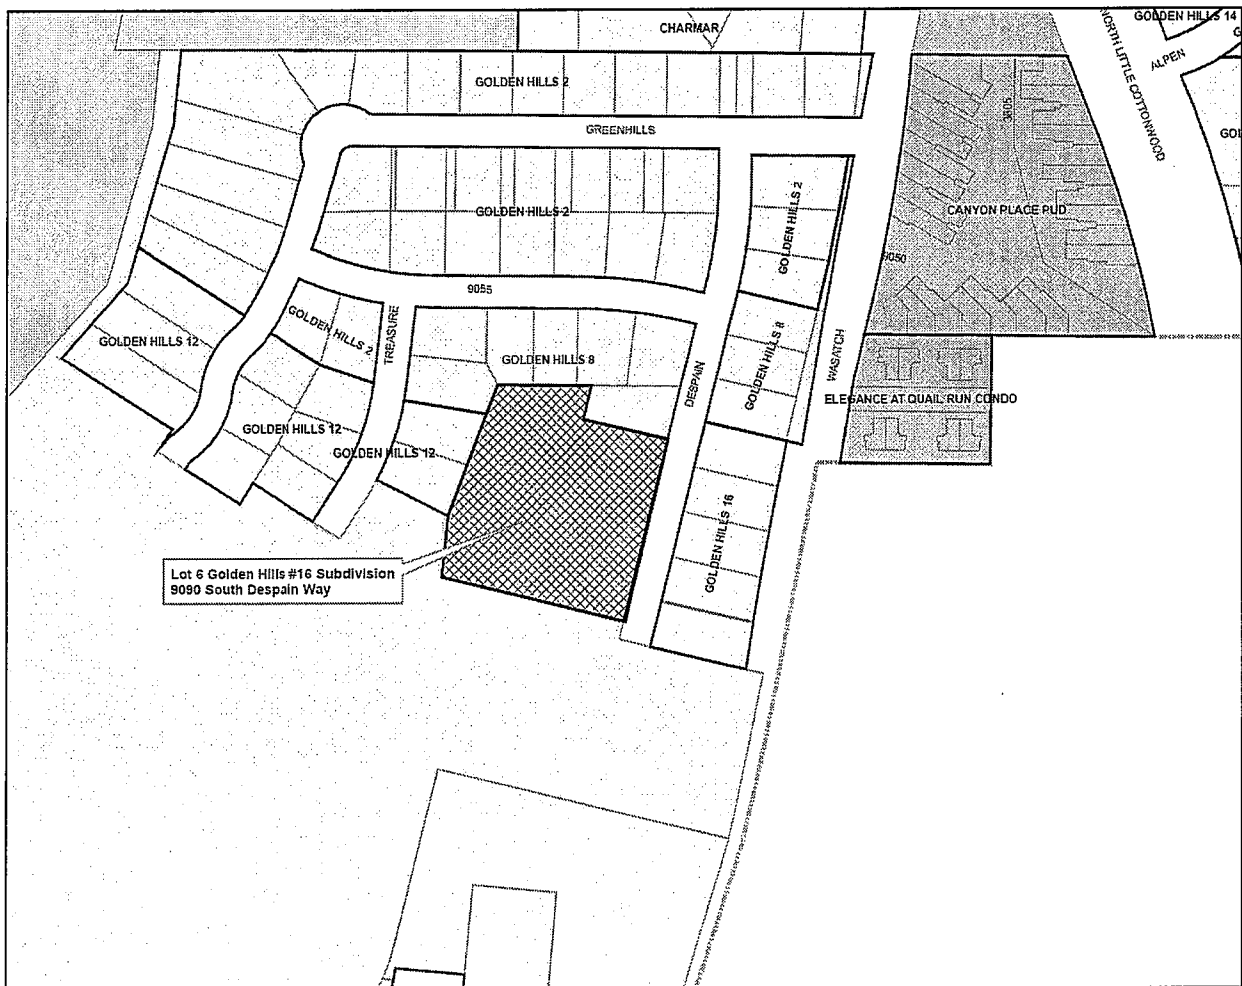 CHARMAR
GOLDEN HILLS 14
ALPEN
NORTH LITTLE COTTONWOOD
GOLDEN HILLS 2
GREENHILLS
3805
GOLDEN HILLS 2
GOLDEN HILLS 2
CANYON PLACE PUD
9050
9055
GOLDEN HILLS 12
GOLDEN HILLS 2
TREASURE
GOLDEN HILLS 8
DESPAIN
GOLDEN HILLS 8
WASATCH
ELEGANCE AT QUAIL RUN CONDO
GOLDEN HILLS 12
GOLDEN HILLS 12
GOLDEN HILLS 16
Lot 6 Golden Hills #16 Subdivision
9090 South Despain Way